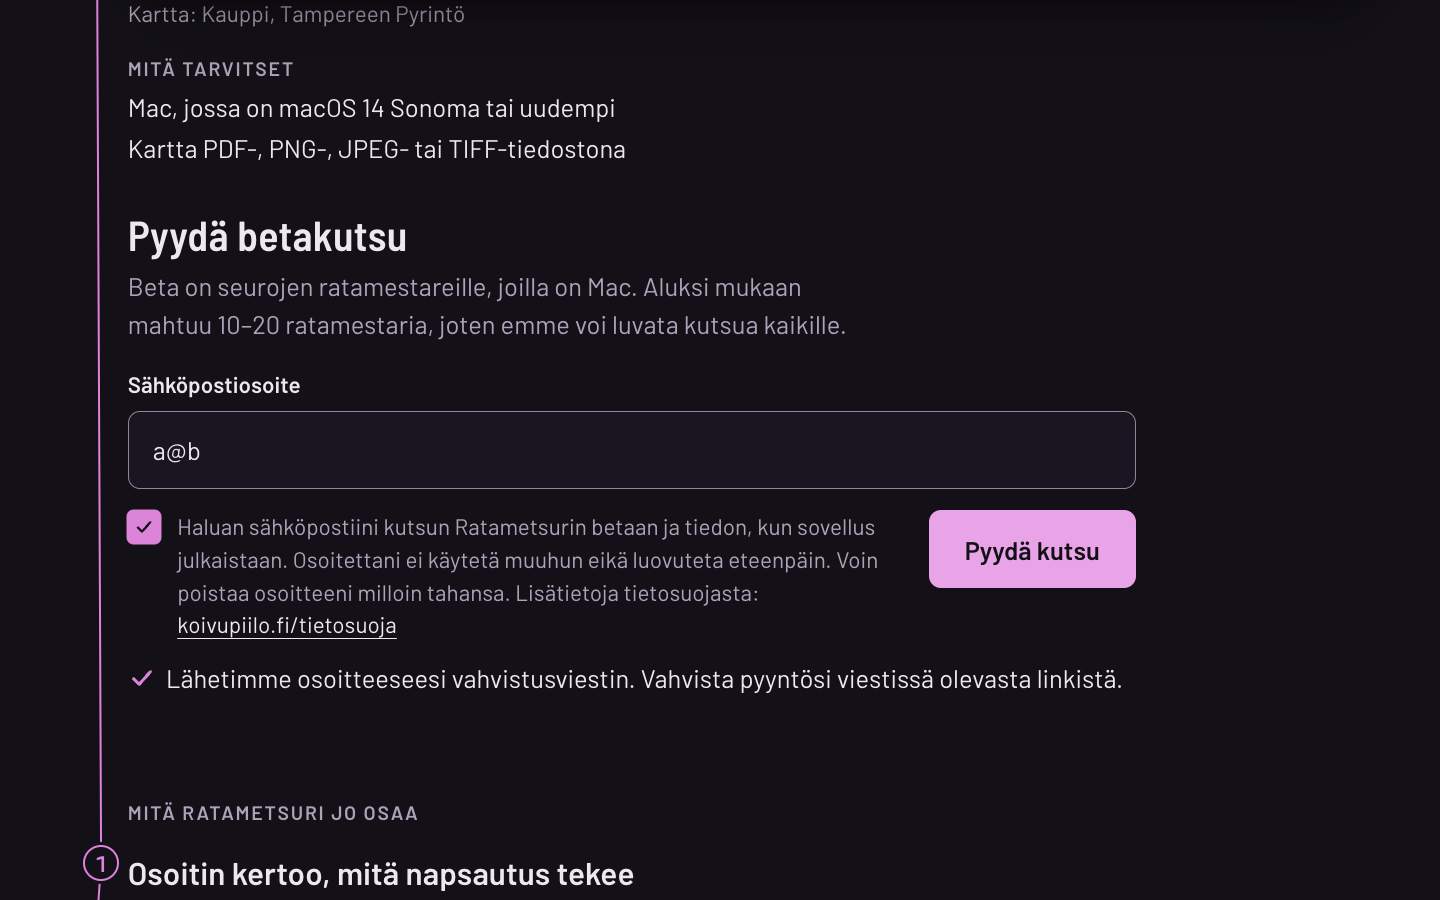 Kartta: Kauppi, Tampereen Pyrintö
MITÄ TARVITSET
Mac, jossa on macOS 14 Sonoma tai uudempi
Kartta PDF-, PNG-, JPEG- tai TIFF-tiedostona
Pyydä betakutsu
Beta on seurojen ratamestareille, joilla on Mac. Aluksi mukaan
mahtuu 10–20 ratamestaria, joten emme voi luvata kutsua kaikille.
Sähköpostiosoite
a@b
Haluan sähköpostiini kutsun Ratametsurin betaan ja tiedon, kun sovellus
julkaistaan. Osoitettani ei käytetä muuhun eikä luovuteta eteenpäin. Voin
poistaa osoitteeni milloin tahansa. Lisätietoja tietosuojasta:
koivupiilo.fi/tietosuoja
Pyydä kutsu
Lähetimme osoitteeseesi vahvistusviestin. Vahvista pyyntösi viestissä olevasta linkistä.
MITÄ RATAMETSURI JO OSAA
1 Osoitin kertoo, mitä napsautus tekee